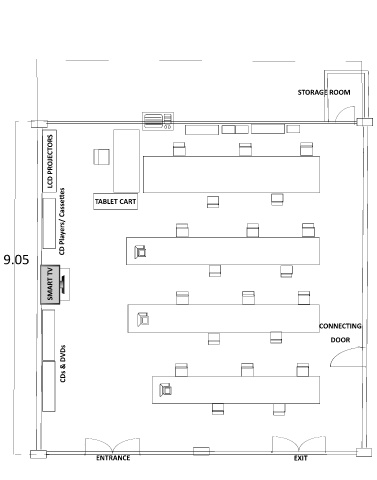 STORAGE ROOM
LCD PROJECTORS
TABLET CART
CD Players/ Cassettes
9.05
SMART TV
CONNECTING
DOOR
CDs & DVDs
ENTRANCE
EXIT